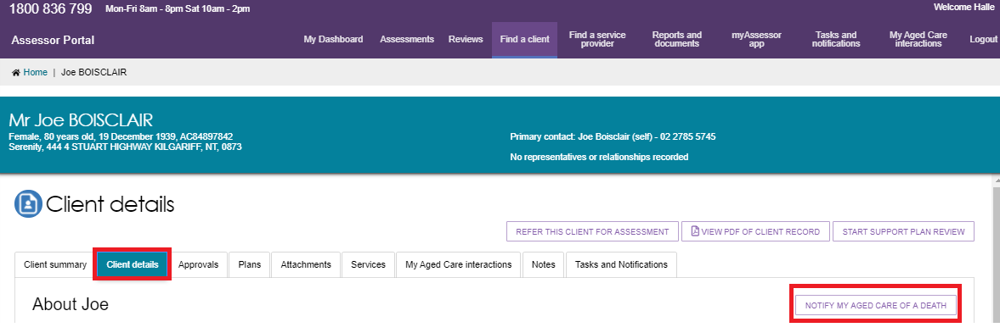 1800 836 799 Mon-Fri 8am - 8pm Sat 10am - 2pm
Welcome Halle
Assessor Portal
My Dashboard
Assessments
Reviews
Find a client
Find a service
provider
Reports and
documents
myAssessor
app
Tasks and
notifications
My Aged Care
interactions
Logout
Home | Joe BOISCLAIR
Mr Joe BOISCLAIR
Female, 80 years old, 19 December 1939, AC84897842
Serenity, 444 4 STUART HIGHWAY KILGARIFF, NT, 0873
Primary contact: Joe Boisclair (self) - 02 2785 5745
No representatives or relationships recorded
Client details
REFER THIS CLIENT FOR ASSESSMENT
VIEW PDF OF CLIENT RECORD
START SUPPORT PLAN REVIEW
Client summary
Client details
Approvals
Plans
Attachments
Services
My Aged Care interactions
Notes
Tasks and Notifications
About Joe
NOTIFY MY AGED CARE OF A DEATH